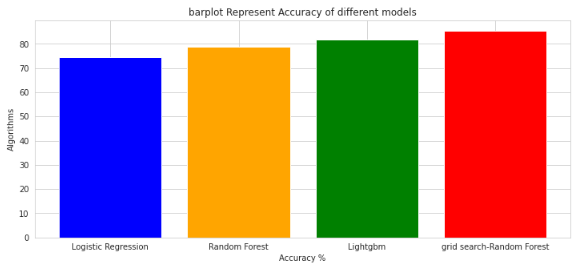 barplot Represent Accuracy of different models
80
70
60
50
40
30
20
10
0
Algorithms
Logistic Regression
Random Forest
Lightgbm
grid search-Random Forest
Accuracy %